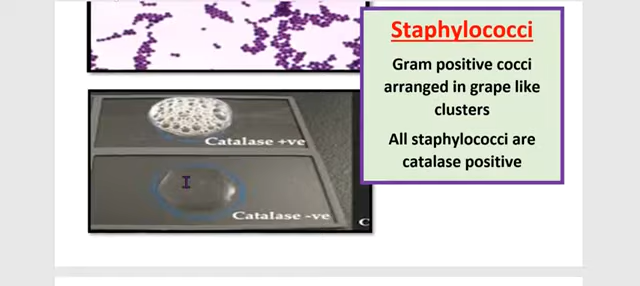 Staphylococci
Gram positive cocci
arranged in grape like
clusters
All staphylococci are
catalase positive
Catalase +ve
Catalase -ve
C